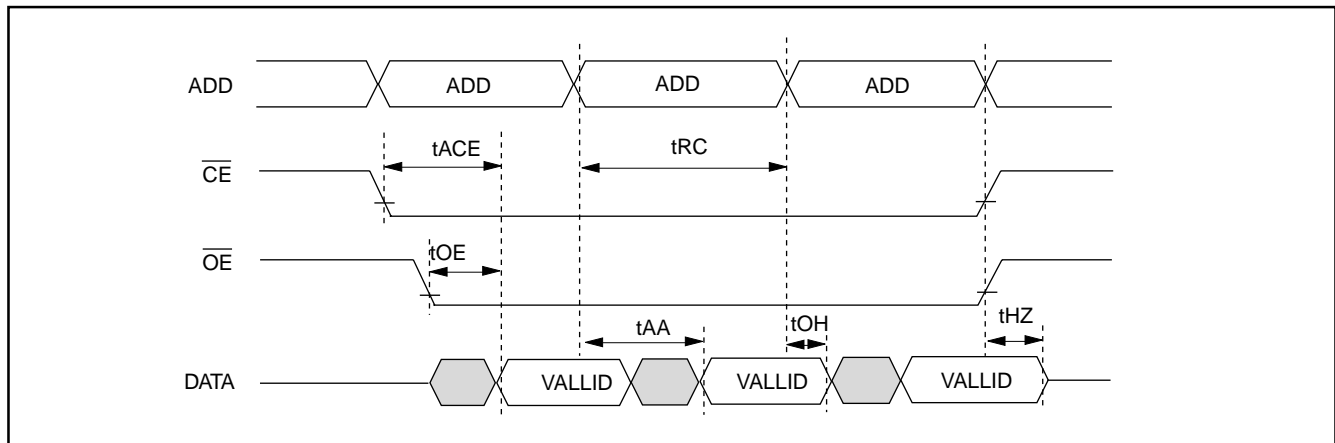 ADD ADD ADD ADD
tACE tRC
CE
tOE
OE
tAA tOH tHZ
DATA VALLID VALLID VALLID